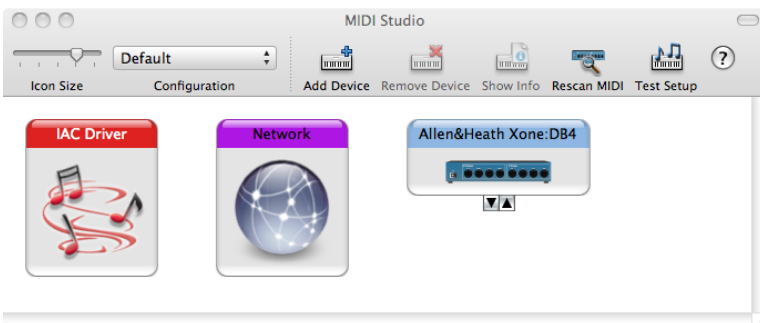 MIDI Studio
Default
Icon Size
Configuration
Add Device
Remove Device
Show Info
Rescan MIDI
Test Setup
?
IAC Driver
Network
Allen&Heath Xone:DB4